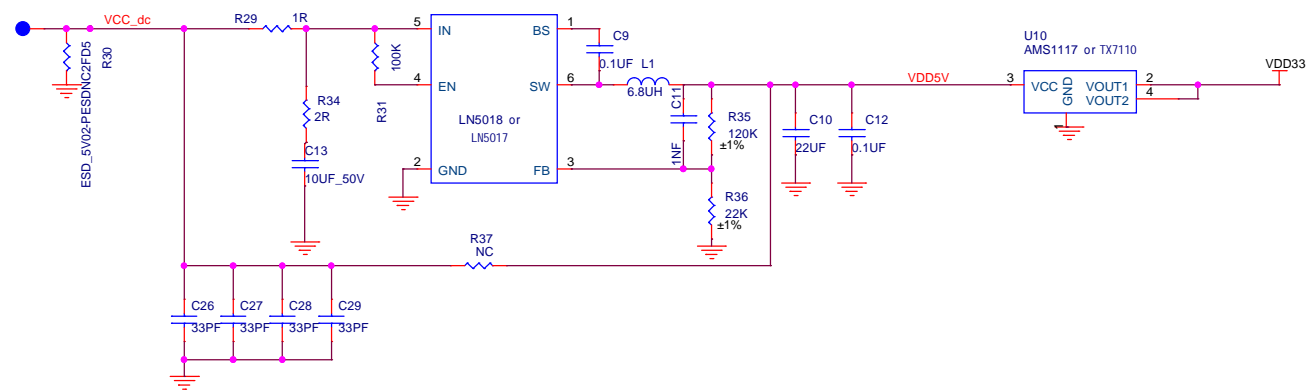 VCC_dc
R29
1R
R30
ESD_5V02-PESDNC2FD5
R34
2R
C13
10UF_50V
100K
R31
5
IN
BS
1
4
EN
SW
6
LN5018 or
LN5017
2
GND
FB
3
C9
0.1UF
L1
6.8UH
C11
1NF
R35
120K
±1%
R36
22K
±1%
C10
22UF
C12
0.1UF
VDD5V
U10
AMS1117 or TX7110
3
VCC
GND
1
VOUT1
2
VOUT2
4
VDD33
R37
NC
C26
33PF
C27
33PF
C28
33PF
C29
33PF